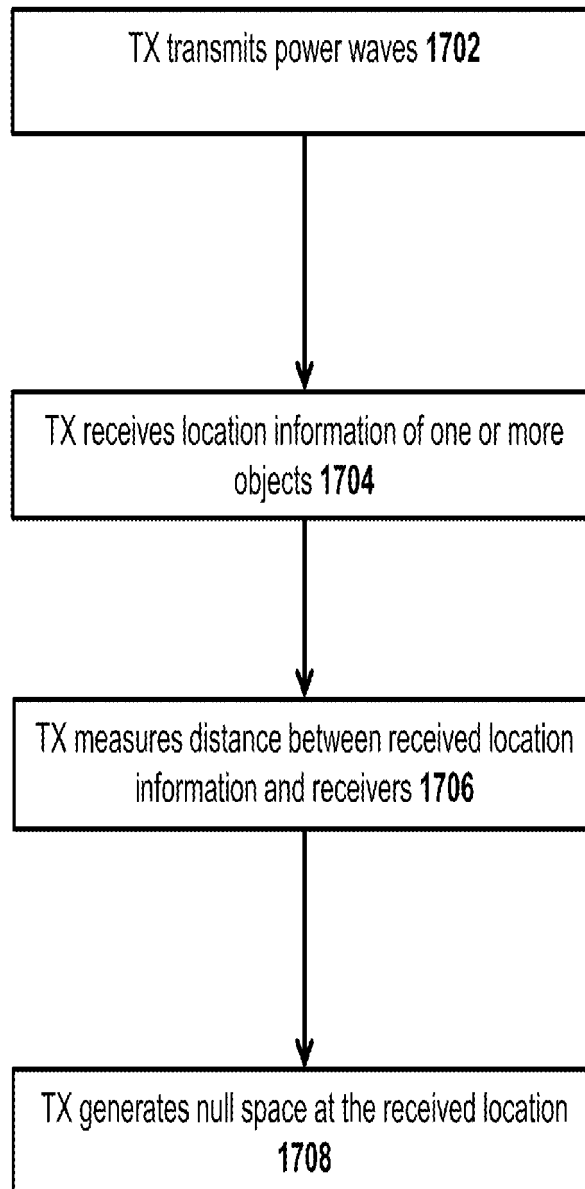 TX transmits power waves 1702
TX receives location information of one or more
objects 1704
TX measures distance between received location
information and receivers 1706
TX generates null space at the received location
1708